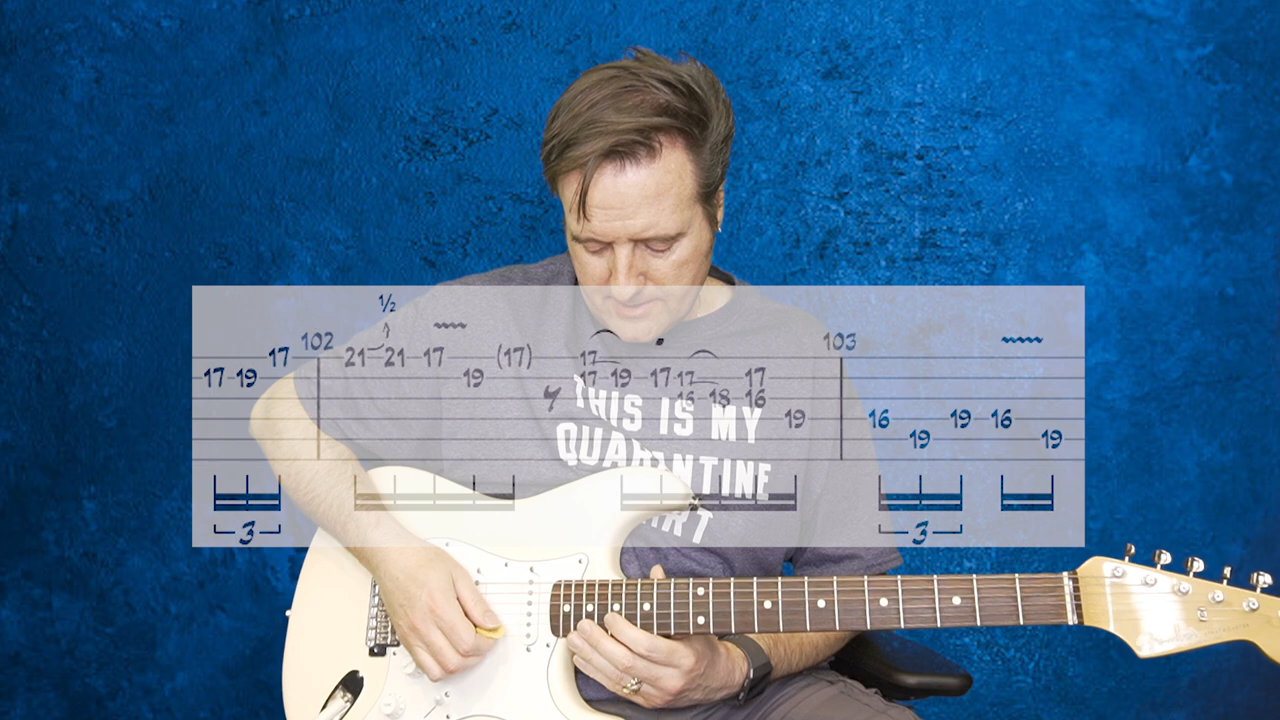 ½
102 103
17 21 21 17 (17) 17
17 19 19 17 19 17 17 17
16 18 16
19 16 19 16
19 19
3 3
THIS IS MY
QUARANTINE